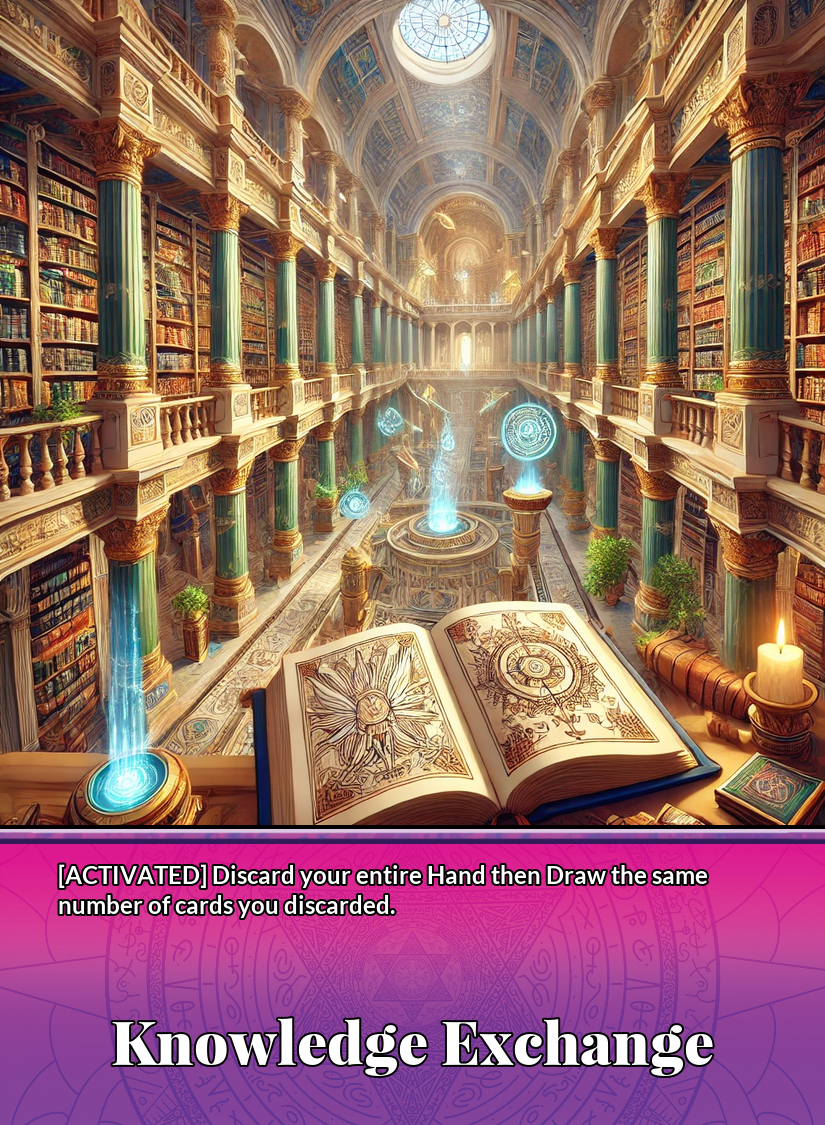 [ACTIVATED] Discard your entire Hand then Draw the same
number of cards you discarded.
Knowledge Exchange